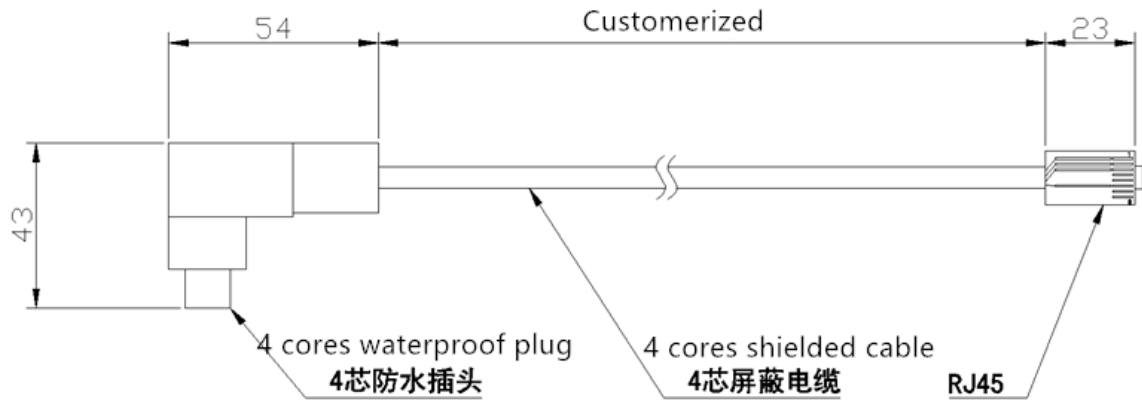 54
Customerized
23
43
4 cores waterproof plug
4芯防水插头
4 cores shielded cable
4芯屏蔽电缆
RJ45